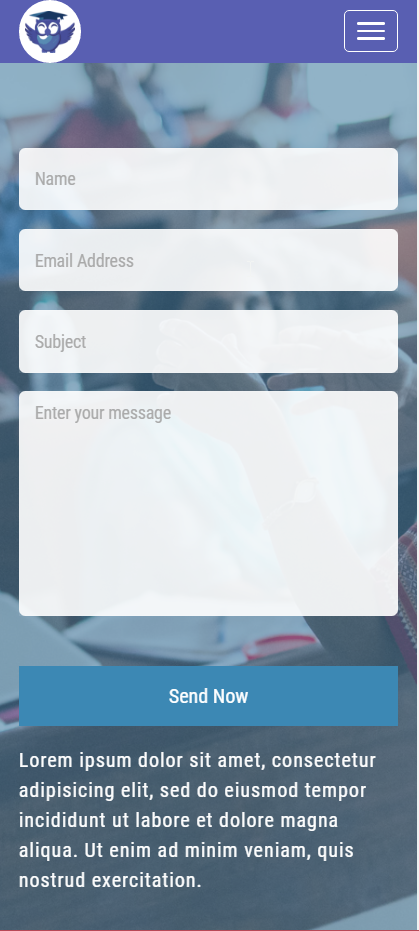 Name
Email Address
Subject
Enter your message
Send Now
Lorem ipsum dolor sit amet, consectetur
adipisicing elit, sed do eiusmod tempor
incididunt ut labore et dolore magna
aliqua. Ut enim ad minim veniam, quis
nostrud exercitation.